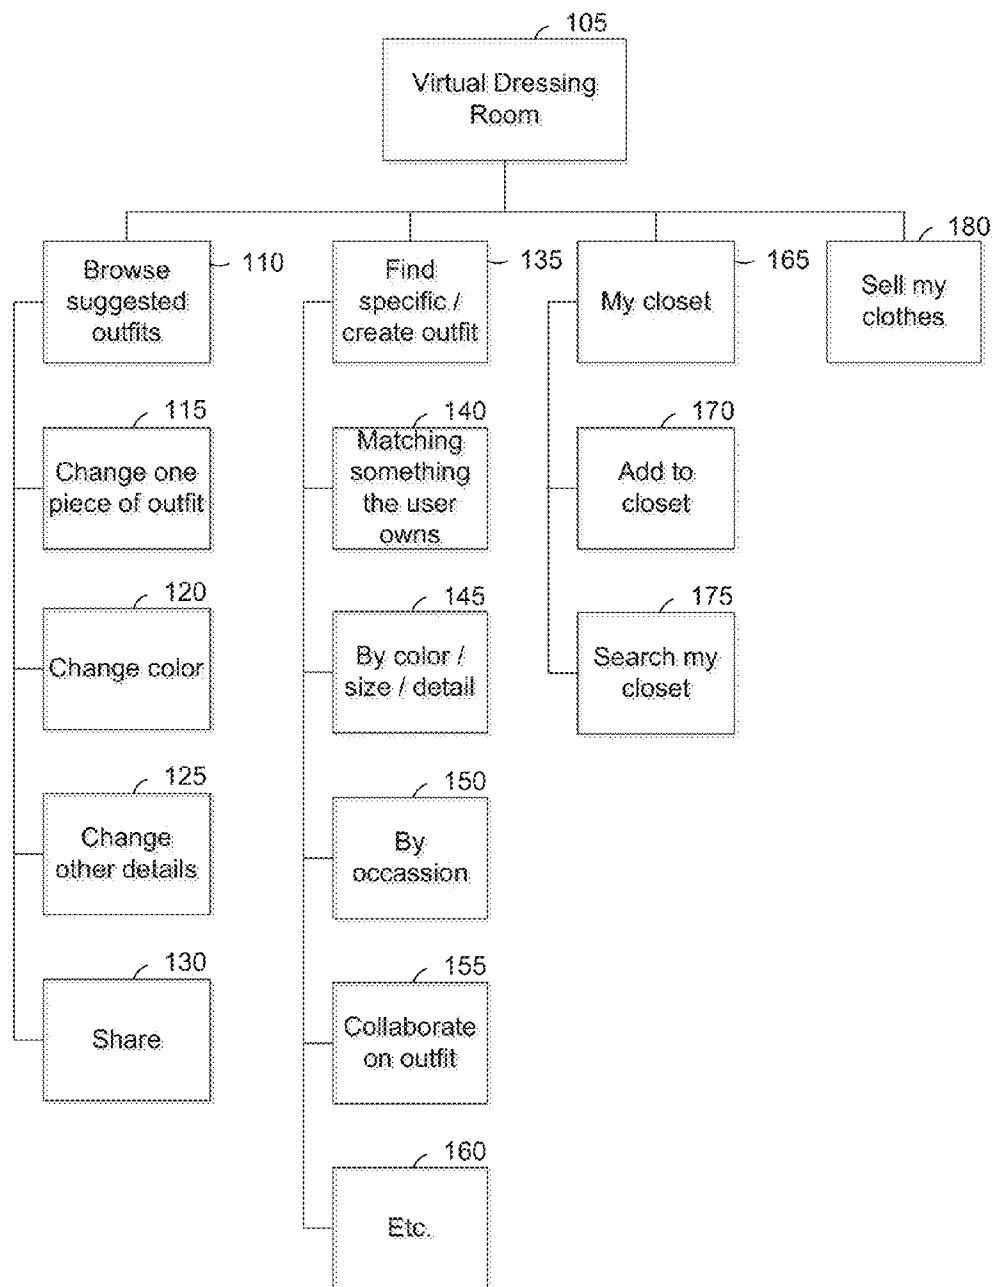 105
Virtual Dressing
Room
Browse
suggested
outfits
110
115
Change one
piece of outfit
120
Change color
125
Change
other details
130
Share
Find
specific /
create outfit
135
140
Matching
something
the user
owns
145
By color /
size / detail
150
By
occassion
155
Collaborate
on outfit
160
Etc.
165
My closet
170
Add to
closet
175
Search my
closet
180
Sell my
clothes